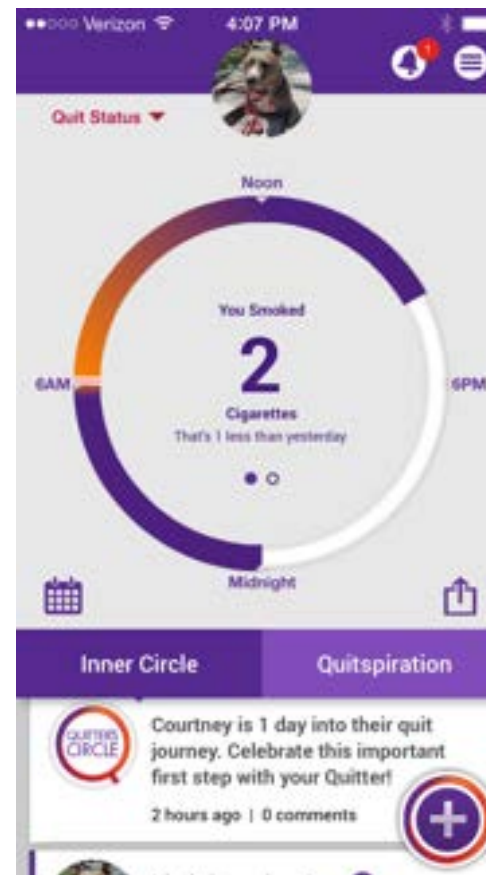 Verizon 4:07 PM
1
Quit Status
Noon
You Smoked
2
6AM
6PM
Cigarettes
That's 1 less than yesterday
Midnight
Inner Circle Quitspiration
QUITTERS
CIRCLE
Courtney is 1 day into their quit
journey. Celebrate this important
first step with your Quitter!
2 hours ago | 0 comments